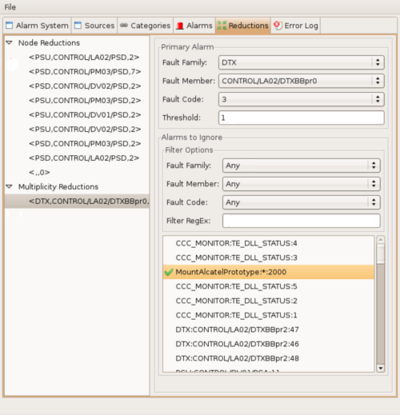 File
Alarm System Sources Categories Alarms Reductions Error Log
Node Reductions
<PSU,CONTROL/LA02/PSD,2>
<PSU,CONTROL/PM03/PSD,7>
<PSU,CONTROL/DV02/PSD,2>
<PSU,CONTROL/PM03/PSD,2>
<PSU,CONTROL/DV01/PSD,2>
<PSU,CONTROL/DV02/PSD,2>
<PSD,CONTROL/PM03/PSD,2>
<PSD,CONTROL/LA02/PSD,2>
<,,0>
Multiplicity Reductions
<DTX,CONTROL/LA02/DTXBBpr0,
Primary Alarm
Fault Family: DTX
Fault Member: CONTROL/LA02/DTXBBpr0
Fault Code: 3
Threshold: 1
Alarms to Ignore
Filter Options
Fault Family: Any
Fault Member: Any
Fault Code: Any
Filter RegEx:
CCC_MONITOR:TE_DLL_STATUS:4
CCC_MONITOR:TE_DLL_STATUS:3
MountAlcatelPrototype:*:2000
CCC_MONITOR:TE_DLL_STATUS:5
CCC_MONITOR:TE_DLL_STATUS:2
CCC_MONITOR:TE_DLL_STATUS:1
DTX:CONTROL/LA02/DTXBBpr2:47
DTX:CONTROL/LA02/DTXBBpr2:46
DTX:CONTROL/LA02/DTXBBpr2:48